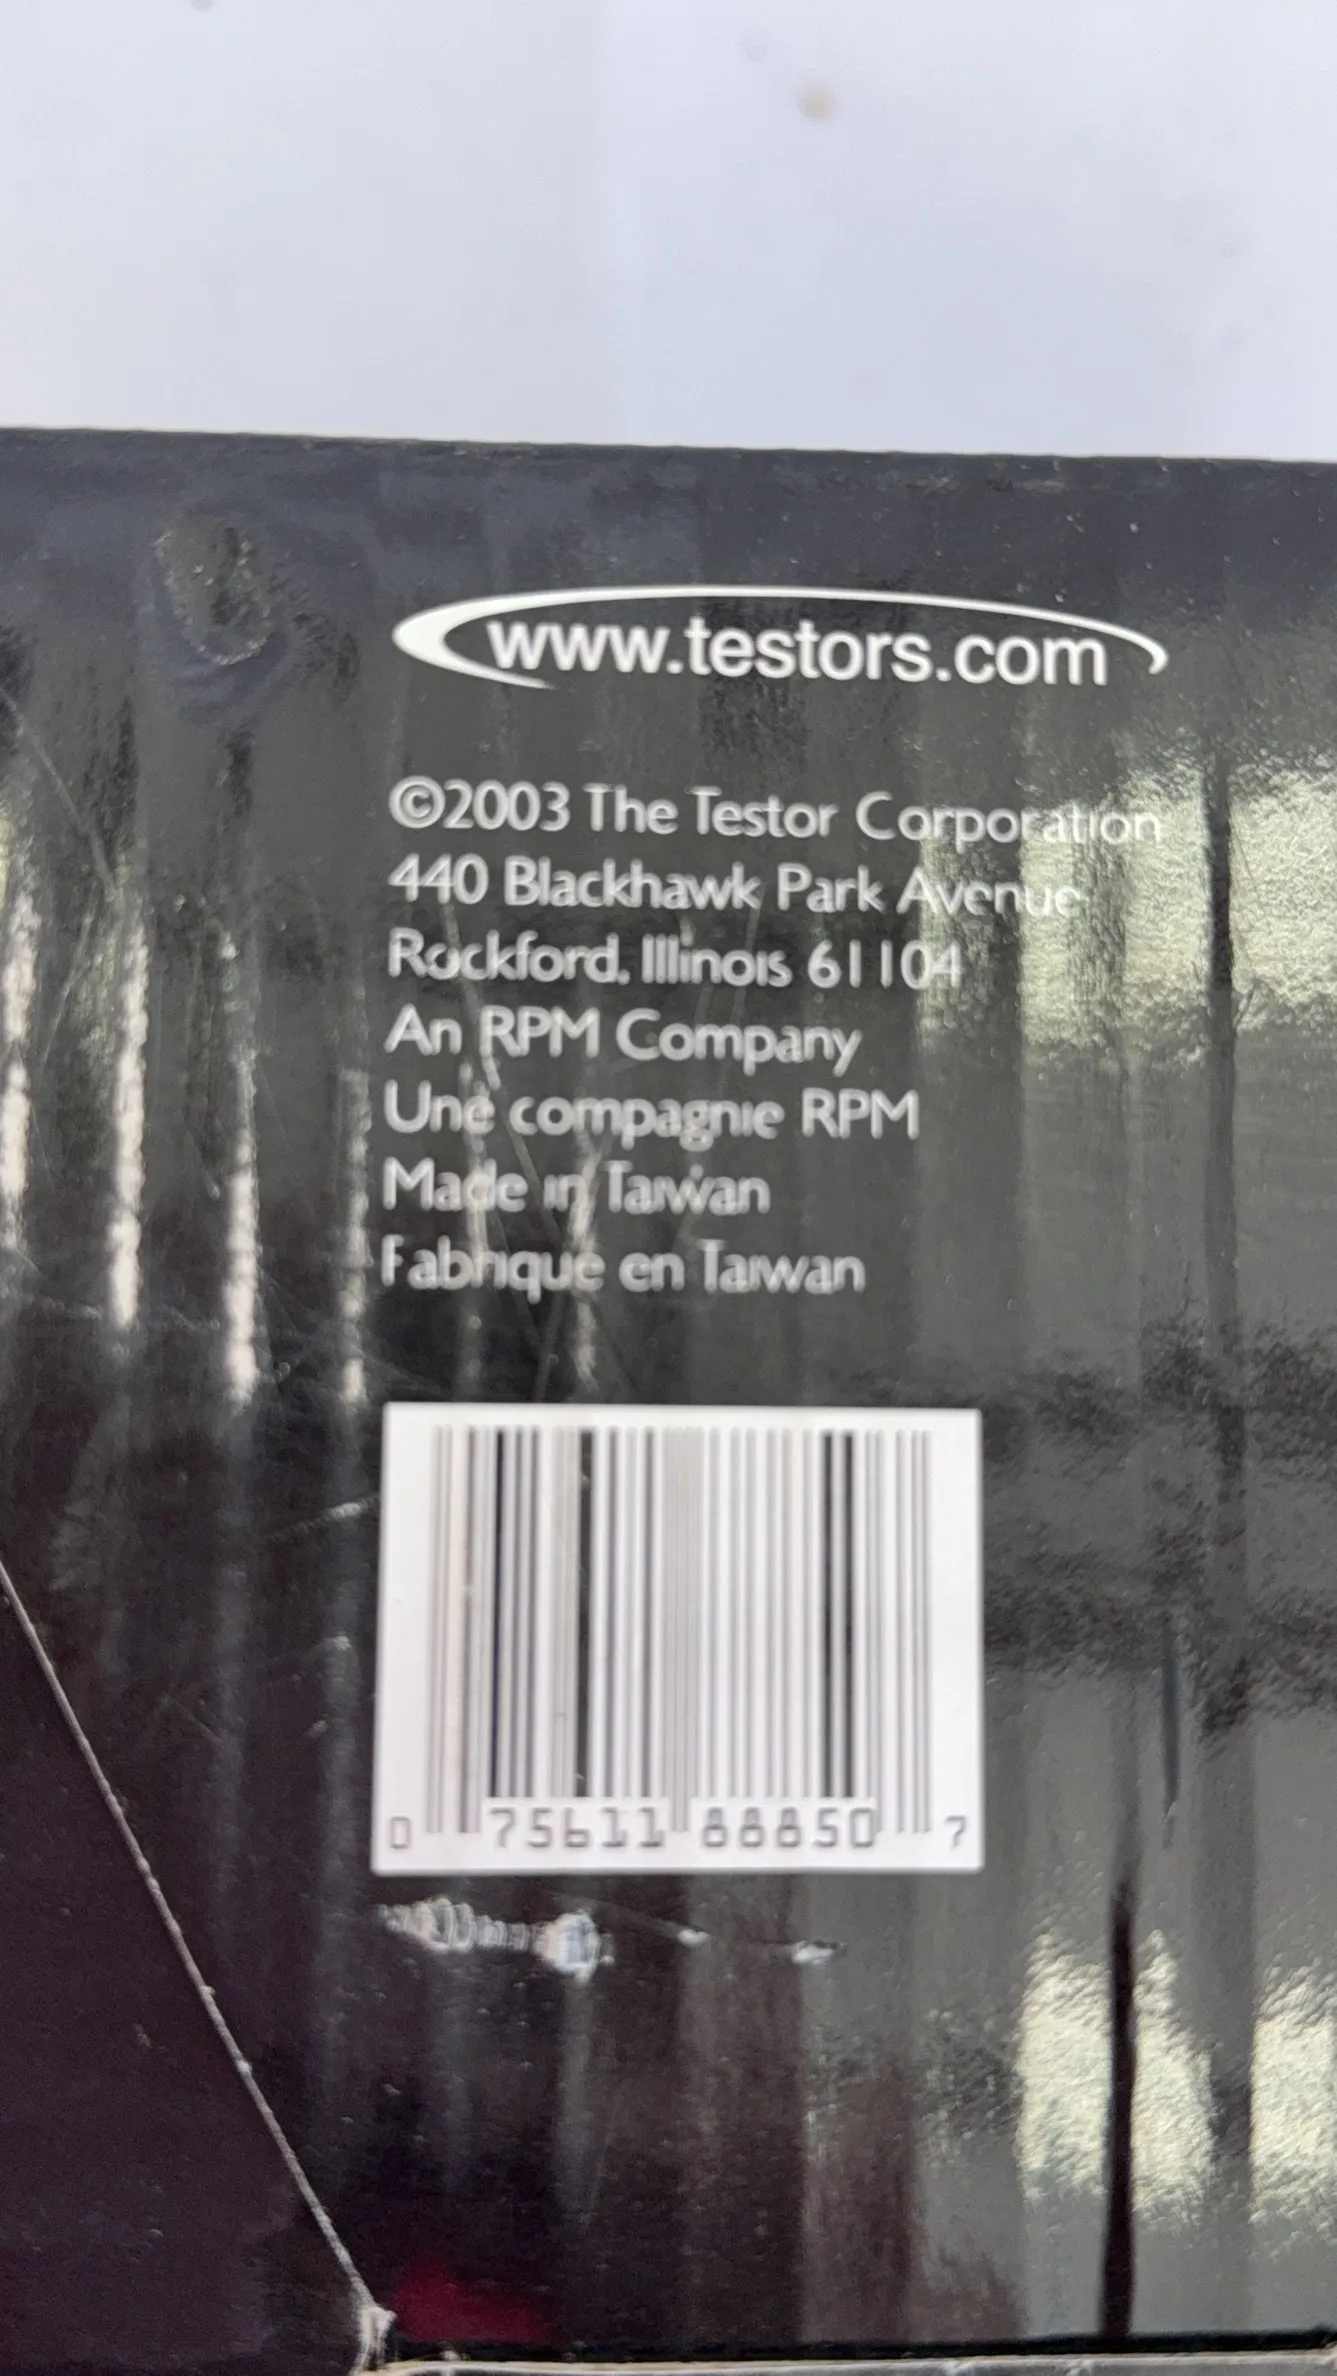 www.testors.com
©2003 The Testor Corporation
440 Blackhawk Park Avenue
Rockford, Illinois 61104
An RPM Company
Une compagnie RPM
Made in Taiwan
Fabrique en Taiwan
0 75611 88850 7